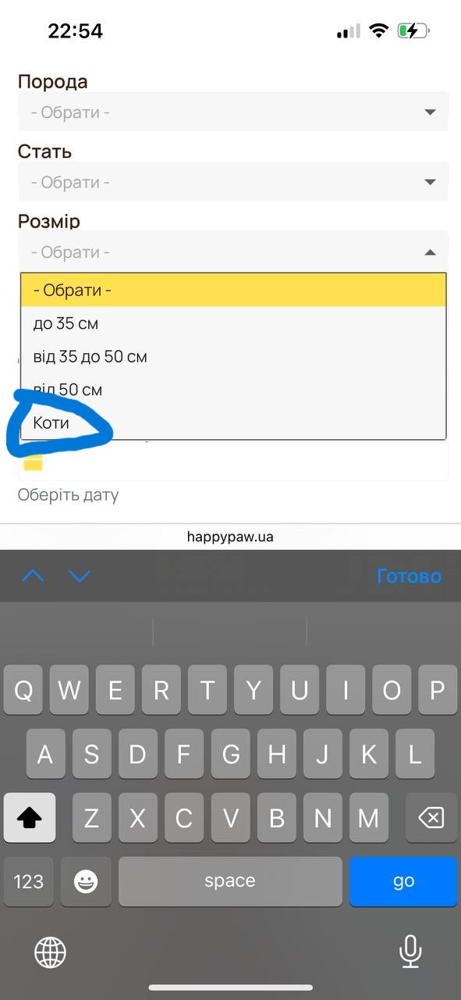 22:54
Порода
- Обрати -
Стать
- Обрати -
Розмір
- Обрати -
- Обрати -
до 35 см
від 35 до 50 см
від 50 см
Коти
Оберіть дату
happypaw.ua
Готово
Q W E R T Y U I O P
A S D F G H J K L
Z X C V B N M
123 space go